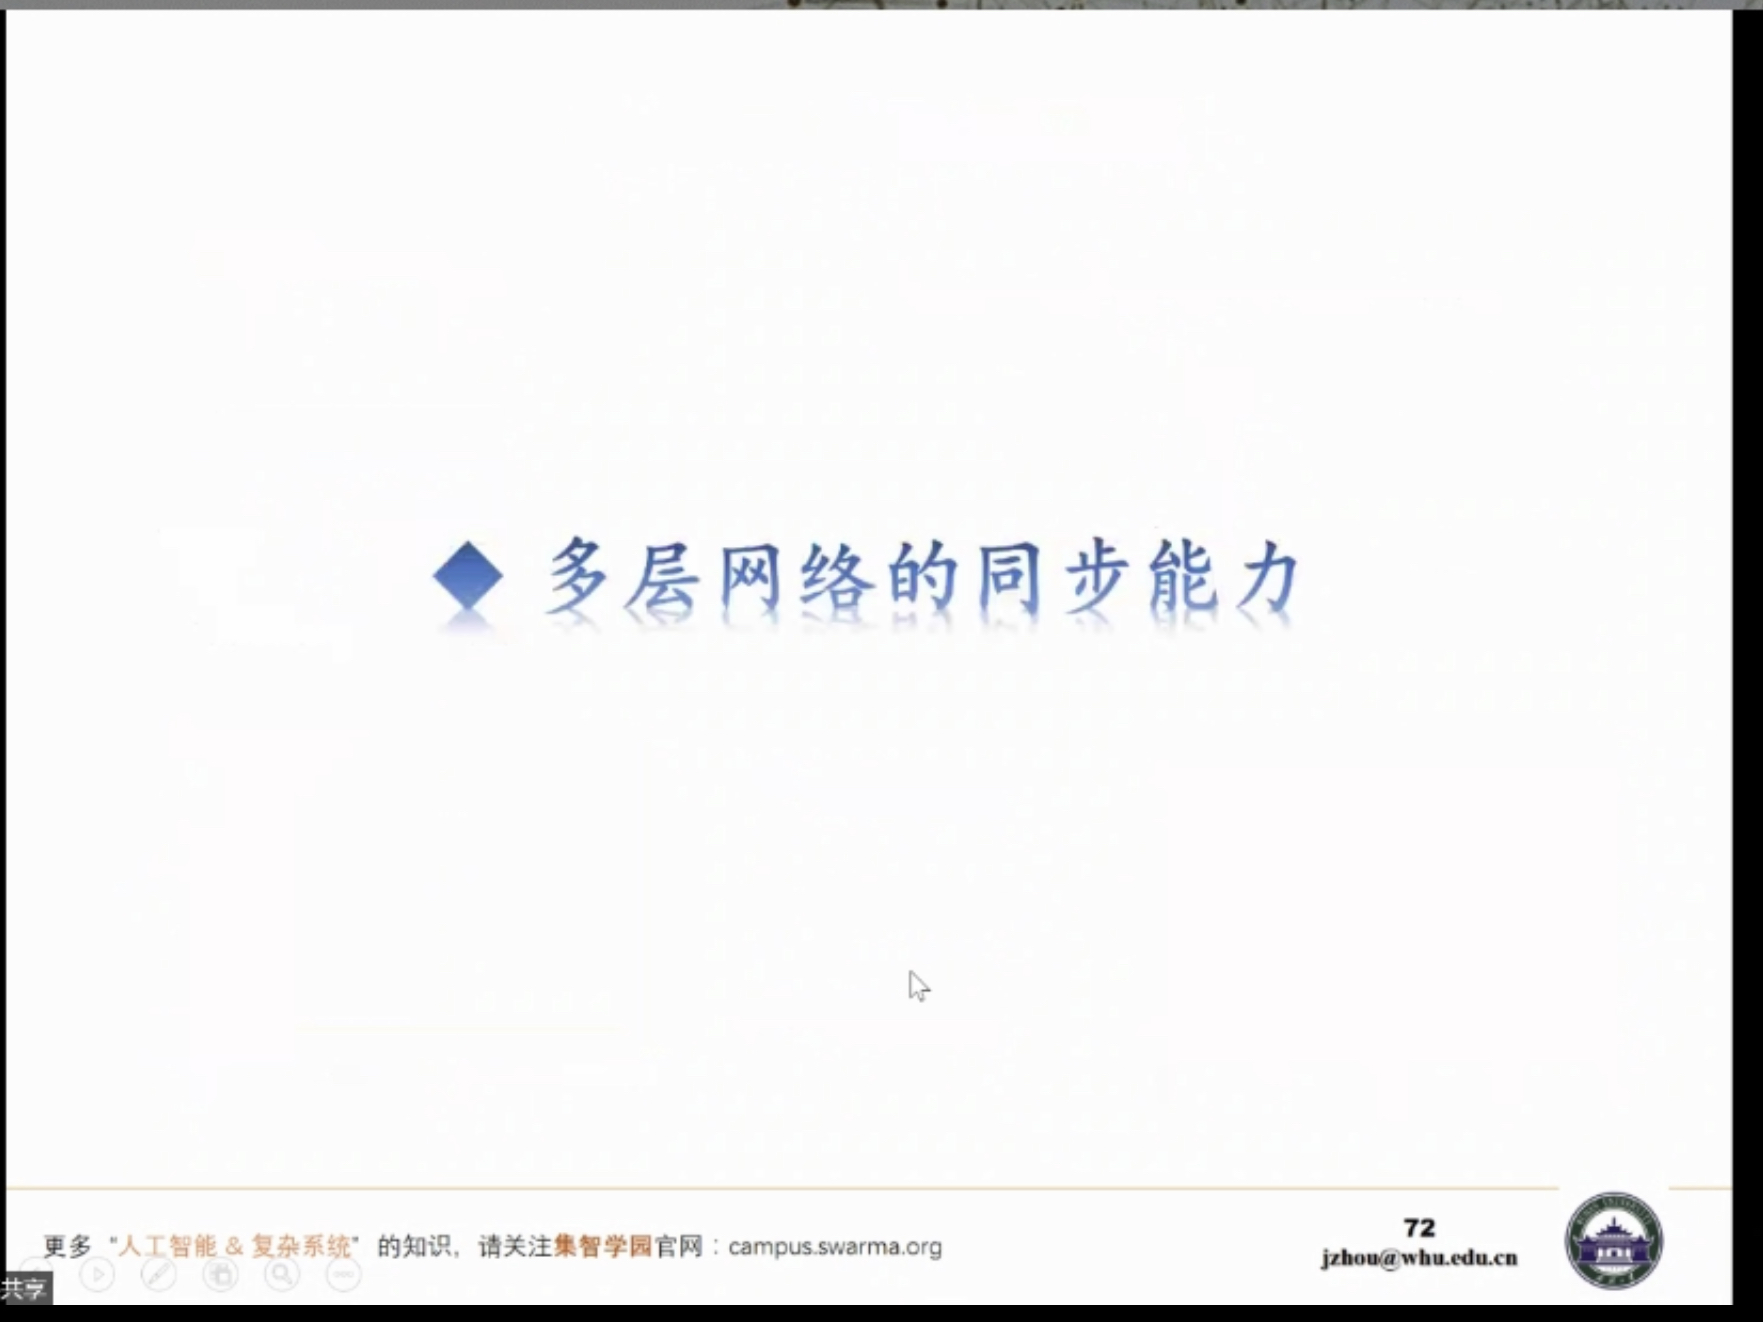 多层网络的同步能力
更多 “人工智能 & 复杂系统” 的知识，请关注集智学园官网：campus.swarma.org
72
jzhou@whu.edu.cn
共享